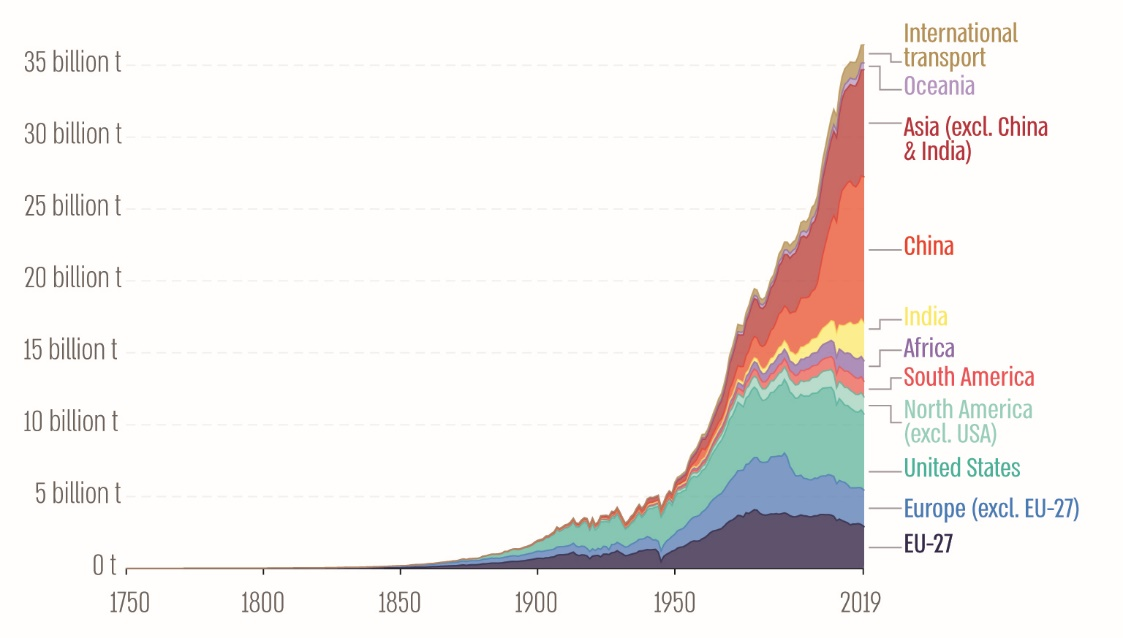 International
transport
35 billion t
Oceania
Asia (excl. China
& India)
30 billion t
25 billion t
China
20 billion t
India
15 billion t
Africa
South America
North America
(excl. USA)
10 billion t
United States
5 billion t
Europe (excl. EU-27)
EU-27
0 t
1750 1800 1850 1900 1950 2019